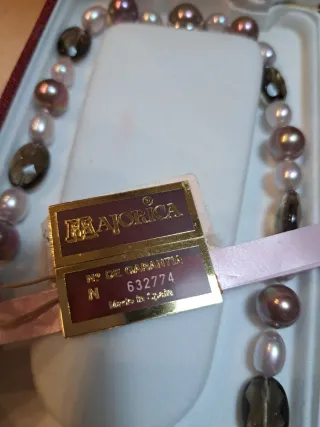 MAJORICA
®
Nº DE GARANTIA
N 632774
Made in Spain